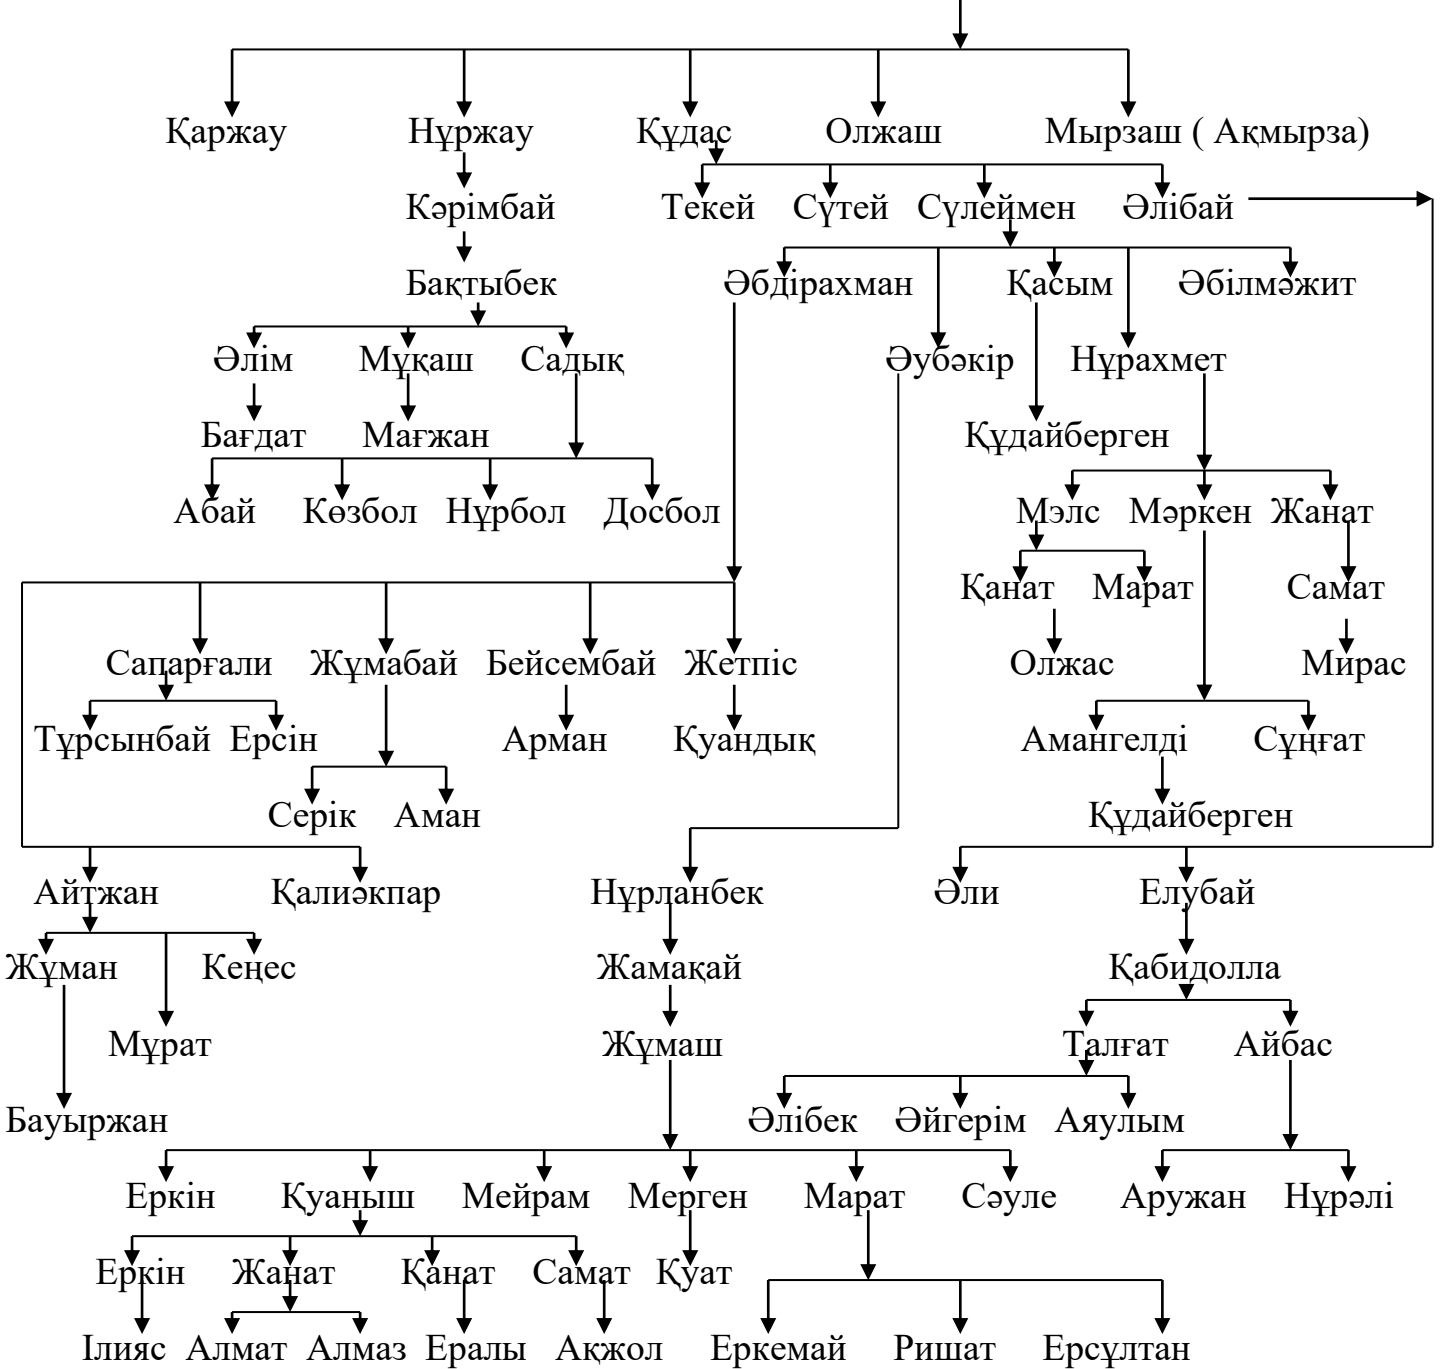 Қаржау Нұржау Құдас Олжаш Мырзаш ( Ақмырза)
Кәрімбай Текей Сүтей Сүлеймен Әлібай
Бақтыбек Әбдірахман Қасым Әбілмәжит
Әлім Мұқаш Садық Әубәкір Нұрахмет
Бағдат Мағжан Құдайберген
Абай Көзбол Нұрбол Досбол Мэлс Мәркен Жанат
Қанат Марат Самат
Сапарғали Жұмабай Бейсембай Жетпіс Олжас Мирас
Тұрсынбай Ерсін Арман Қуандық Амангелді Сұңғат
Серік Аман Құдайберген
Айтжан Қалиәкпар Нұрланбек Әли Елубай
Жұман Кеңес Жамақай Қабидолла
Мұрат Жұмаш Талғат Айбас
Бауыржан Әлібек Әйгерім Аяулым
Еркін Қуаныш Мейрам Мерген Марат Сәуле Аружан Нұрәлі
Еркін Жанат Қанат Самат Қуат
Ілияс Алмат Алмаз Ералы Ақжол Еркемай Ришат Ерсұлтан